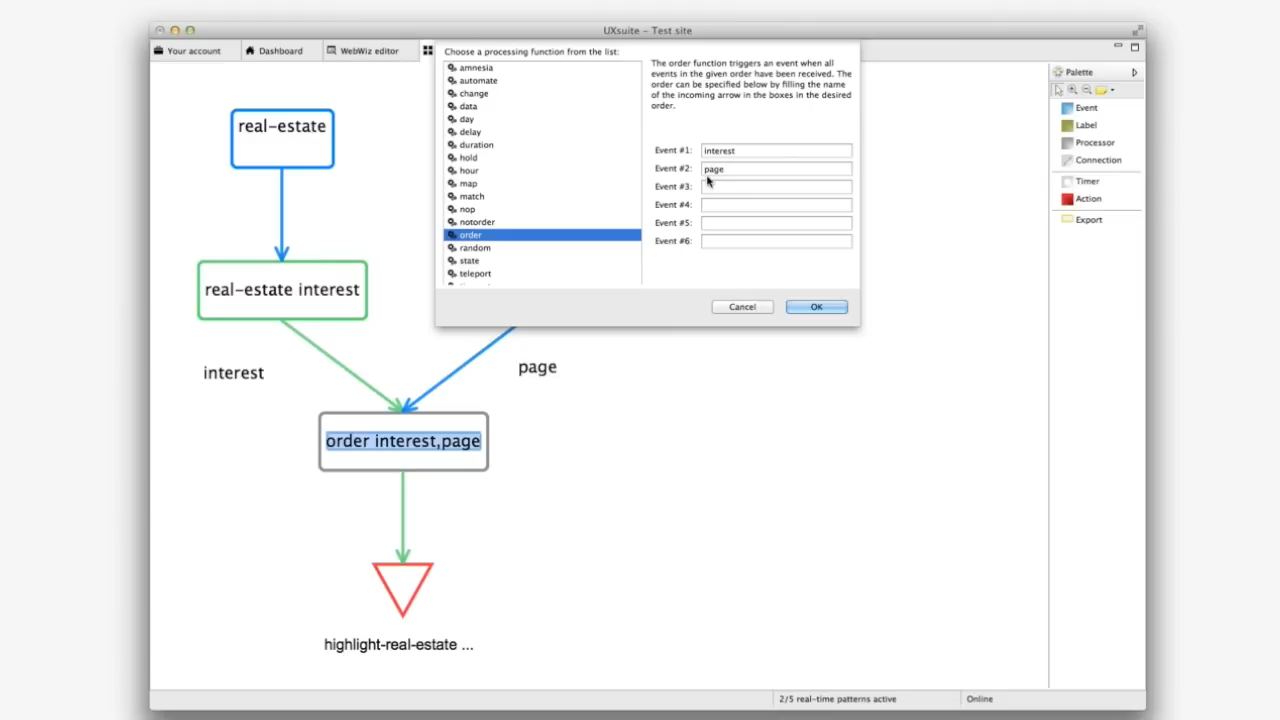 UXsuite – Test site
Your account
Dashboard
WebWiz editor
Choose a processing function from the list:
amnesia
automate
change
data
day
delay
duration
hold
hour
map
match
nop
notorder
order
random
state
teleport
The order function triggers an event when all
events in the given order have been received. The
order can be specified below by filling the name
of the incoming arrow in the boxes in the desired
order.
Event #1: interest
Event #2: page
Event #3:
Event #4:
Event #5:
Event #6:
Cancel
OK
Palette
Event
Label
Processor
Connection
Timer
Action
Export
real-estate
real-estate interest
interest
page
order interest,page
highlight-real-estate ...
2/5 real-time patterns active
Online